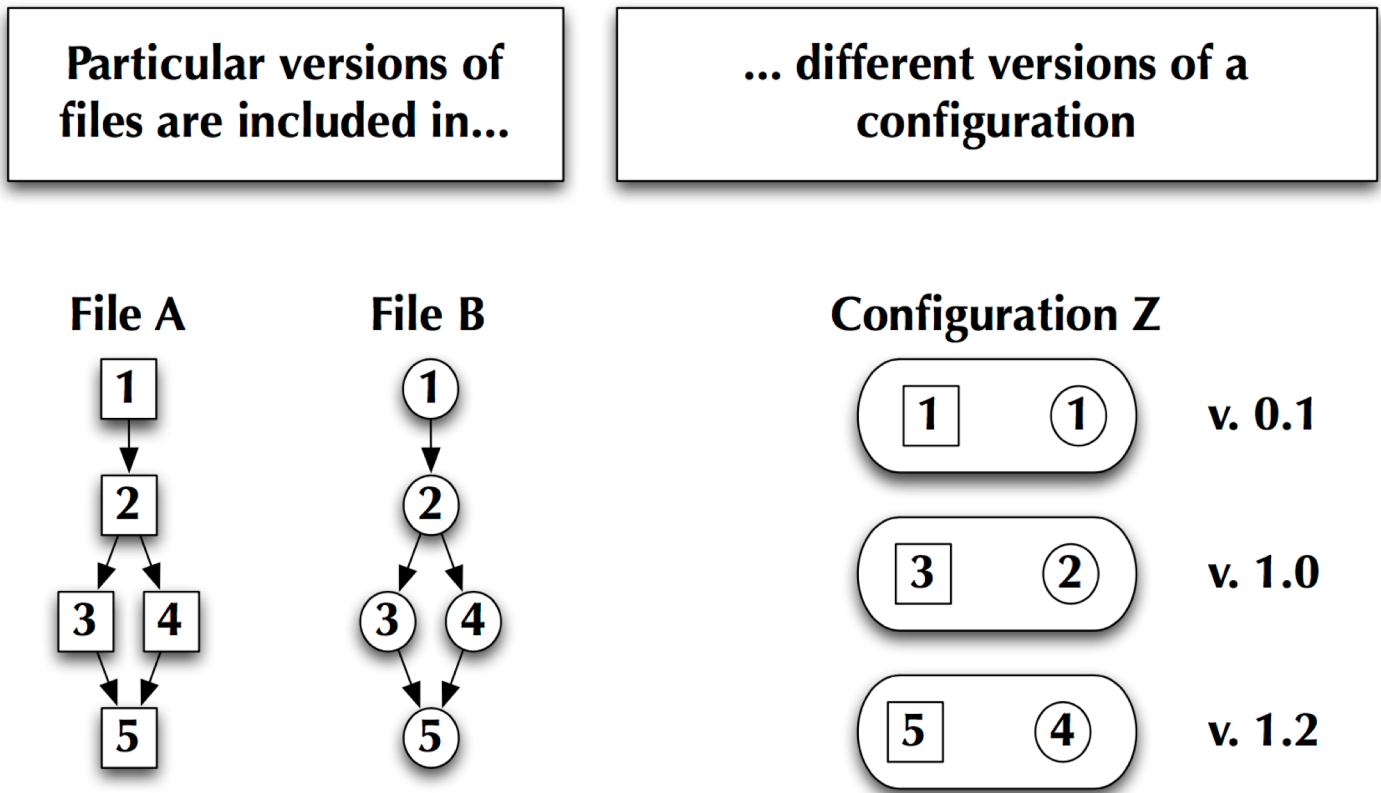 Particular versions of
files are included in...
... different versions of a
configuration
File A
File B
Configuration Z
1
1
1 1 v. 0.1
2
2
3 2 v. 1.0
3 4
3 4
5 4 v. 1.2
5
5